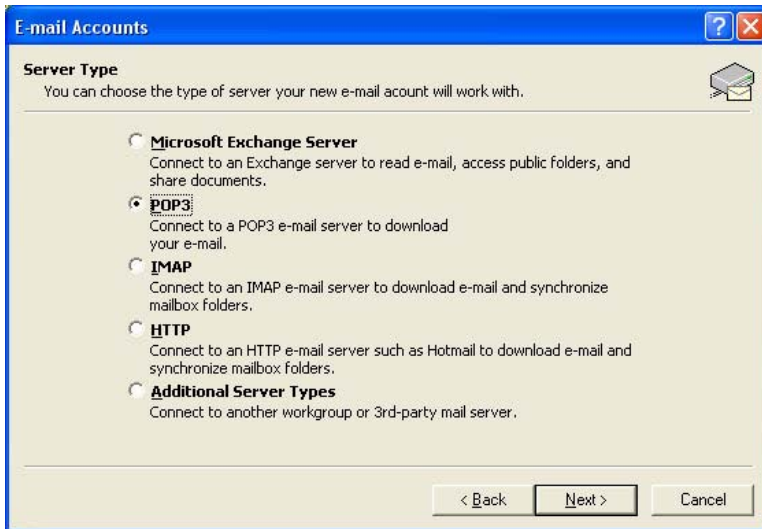 E-mail Accounts
Server Type
You can choose the type of server your new e-mail acount will work with.
Microsoft Exchange Server
Connect to an Exchange server to read e-mail, access public folders, and
share documents.
POP3
Connect to a POP3 e-mail server to download
your e-mail.
IMAP
Connect to an IMAP e-mail server to download e-mail and synchronize
mailbox folders.
HTTP
Connect to an HTTP e-mail server such as Hotmail to download e-mail and
synchronize mailbox folders.
Additional Server Types
Connect to another workgroup or 3rd-party mail server.
< Back Next > Cancel